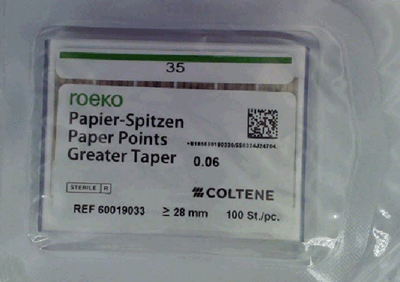 35
roeko
Papier-Spitzen
Paper Points
Greater Taper 0.06
STERILE R
COLTENE
REF 60019033 ≥ 28 mm 100 St./pc.